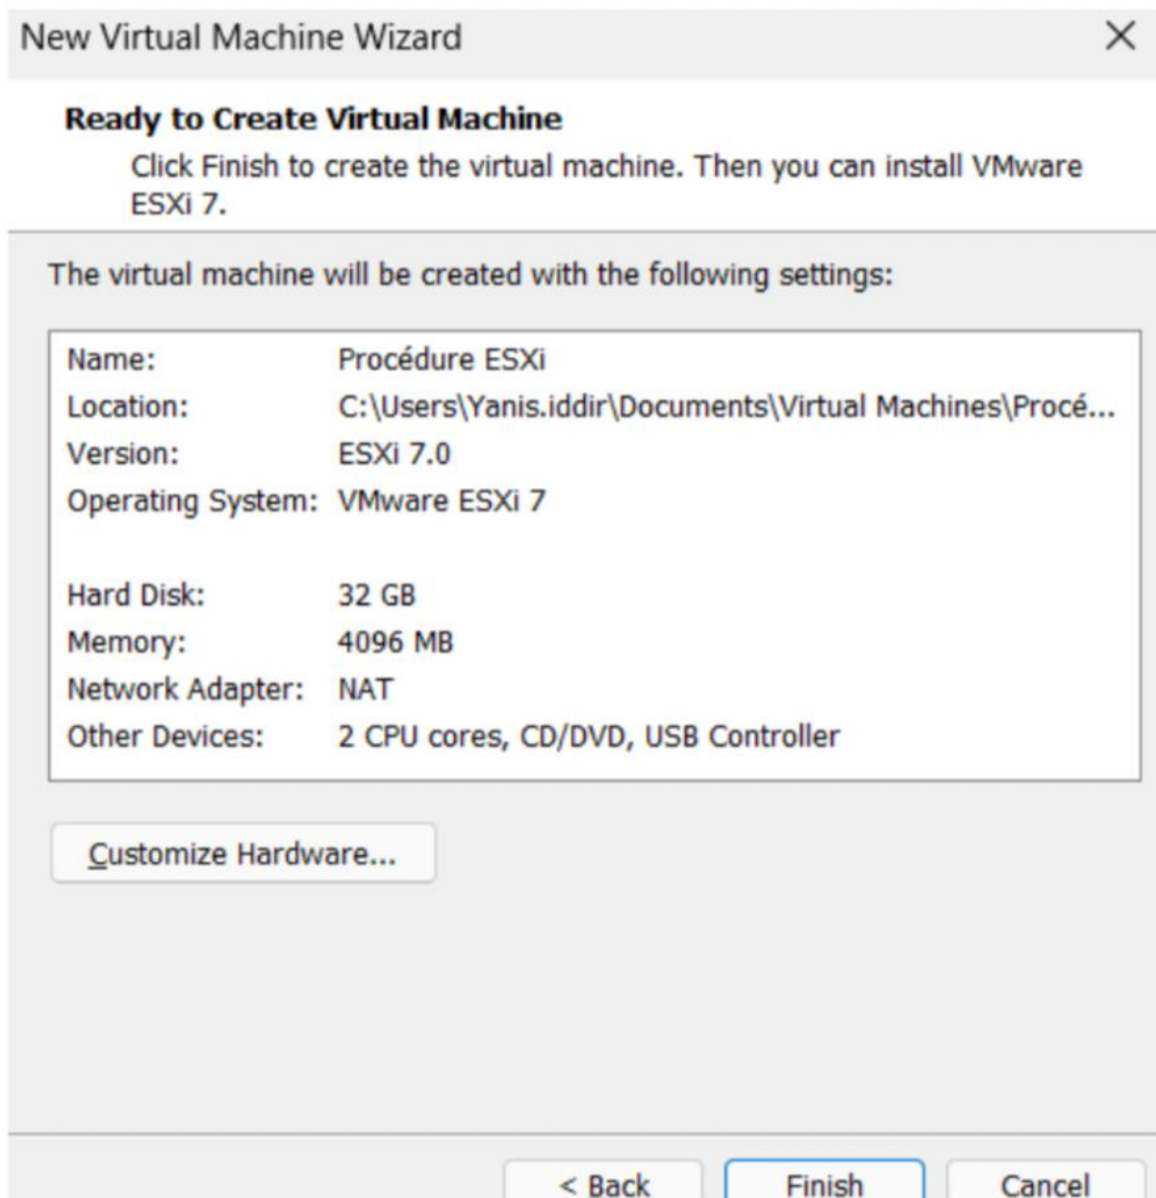 New Virtual Machine Wizard
Ready to Create Virtual Machine
Click Finish to create the virtual machine. Then you can install VMware
ESXi 7.
The virtual machine will be created with the following settings:
Name: Procédure ESXi
Location: C:\Users\Yanis.iddir\Documents\Virtual Machines\Procé...
Version: ESXi 7.0
Operating System: VMware ESXi 7
Hard Disk: 32 GB
Memory: 4096 MB
Network Adapter: NAT
Other Devices: 2 CPU cores, CD/DVD, USB Controller
Customize Hardware...
< Back Finish Cancel